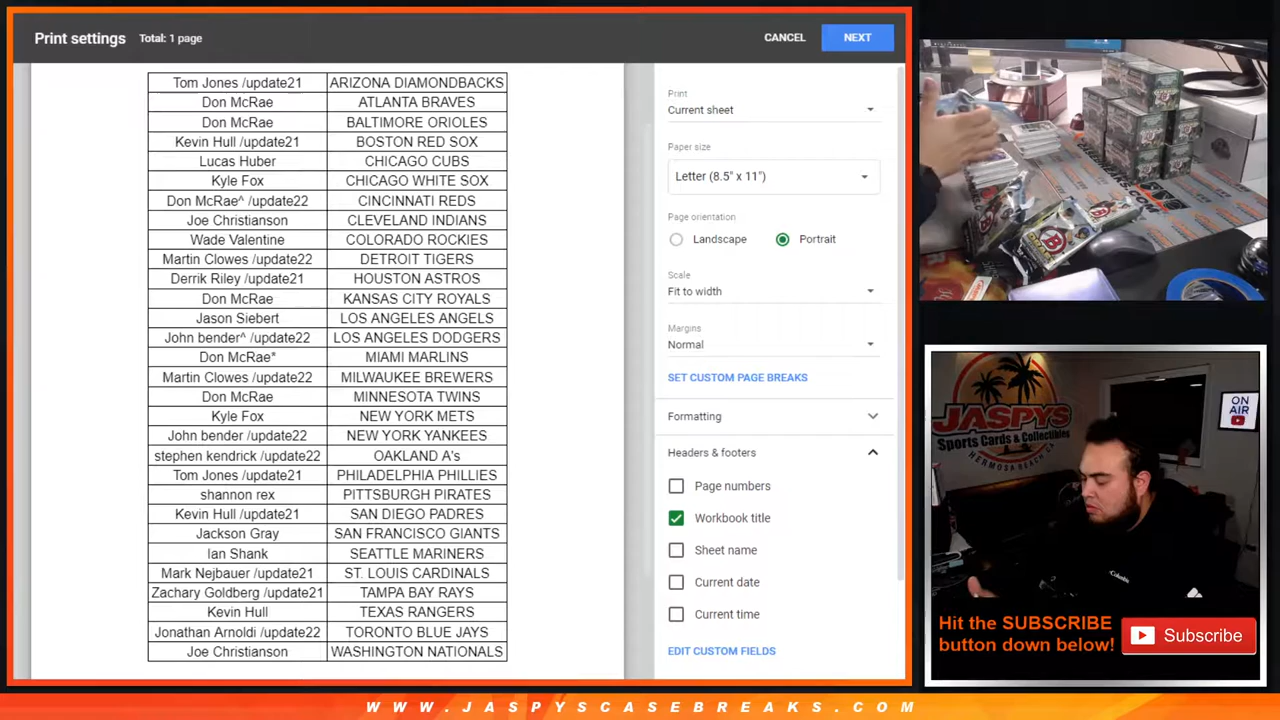 Print settings Total: 1 page CANCEL NEXT
Tom Jones /update21 ARIZONA DIAMONDBACKS
Don McRae ATLANTA BRAVES
Don McRae BALTIMORE ORIOLES
Kevin Hull /update21 BOSTON RED SOX
Lucas Huber CHICAGO CUBS
Kyle Fox CHICAGO WHITE SOX
Don McRae^ /update22 CINCINNATI REDS
Joe Christianson CLEVELAND INDIANS
Wade Valentine COLORADO ROCKIES
Martin Clowes /update22 DETROIT TIGERS
Derrik Riley /update21 HOUSTON ASTROS
Don McRae KANSAS CITY ROYALS
Jason Siebert LOS ANGELES ANGELS
John bender^ /update22 LOS ANGELES DODGERS
Don McRae* MIAMI MARLINS
Martin Clowes /update22 MILWAUKEE BREWERS
Don McRae MINNESOTA TWINS
Kyle Fox NEW YORK METS
John bender /update22 NEW YORK YANKEES
stephen kendrick /update22 OAKLAND A's
Tom Jones /update21 PHILADELPHIA PHILLIES
shannon rex PITTSBURGH PIRATES
Kevin Hull /update21 SAN DIEGO PADRES
Jackson Gray SAN FRANCISCO GIANTS
Ian Shank SEATTLE MARINERS
Mark Nejbauer /update21 ST. LOUIS CARDINALS
Zachary Goldberg /update21 TAMPA BAY RAYS
Kevin Hull TEXAS RANGERS
Jonathan Arnoldi /update22 TORONTO BLUE JAYS
Joe Christianson WASHINGTON NATIONALS
Print
Current sheet
Paper size
Letter (8.5" x 11")
Page orientation
Landscape Portrait
Scale
Fit to width
Margins
Normal
SET CUSTOM PAGE BREAKS
Formatting
Headers & footers
Page numbers
Workbook title
Sheet name
Current date
Current time
EDIT CUSTOM FIELDS
JASPYS
Sports Cards & Collectibles
HERMOSA BEACH CA
ON
AIR
Hit the SUBSCRIBE
button down below!
Subscribe
WWW.JASPYSCASEBREAKS.COM